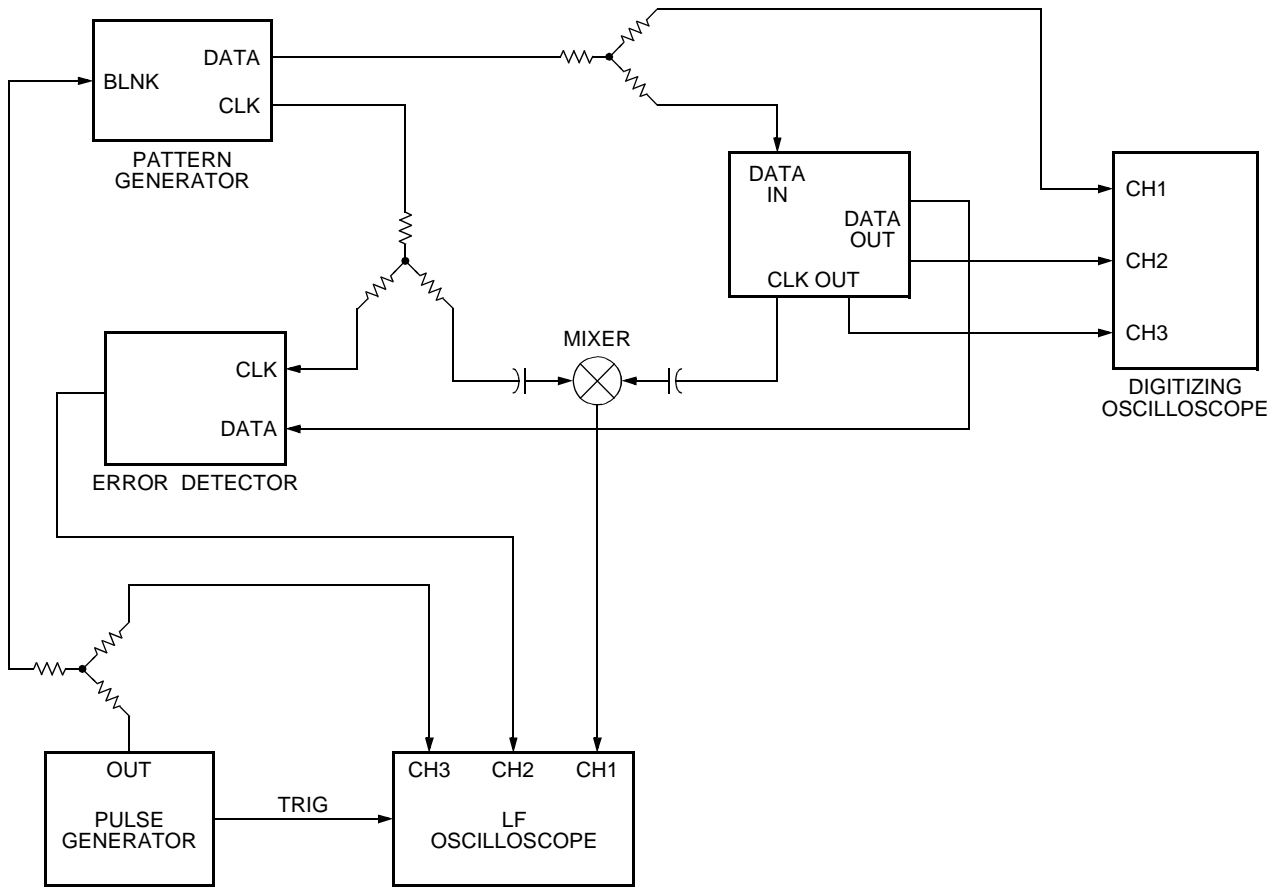 DATA
BLNK
CLK
PATTERN
GENERATOR
DATA
IN
DATA
OUT
CLK OUT
CH1
CH2
CH3
DIGITIZING
OSCILLOSCOPE
MIXER
CLK
DATA
ERROR DETECTOR
OUT
PULSE
GENERATOR
TRIG
CH3 CH2 CH1
LF
OSCILLOSCOPE